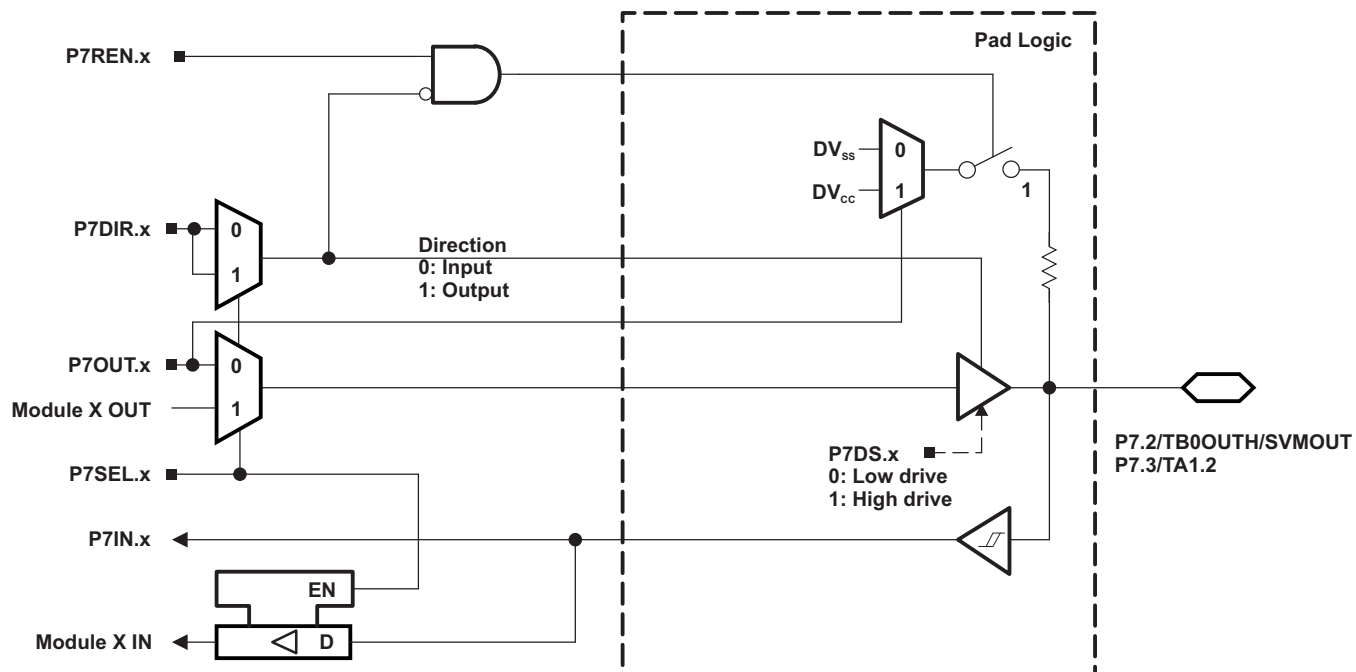 Pad Logic
P7REN.x
DVss
0
DVcc
1
1
P7DIR.x
0
1
Direction
0: Input
1: Output
P7OUT.x
0
Module X OUT
1
P7DS.x
0: Low drive
1: High drive
P7.2/TB0OUTH/SVMOUT
P7.3/TA1.2
P7SEL.x
P7IN.x
EN
Module X IN
D